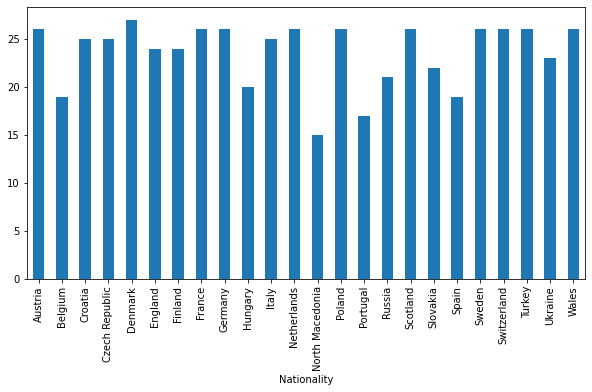 25
20
15
10
5
0
Austria
Belgium
Croatia
Czech Republic
Denmark
England
Finland
France
Germany
Hungary
Italy
Netherlands
North Macedonia
Poland
Portugal
Russia
Scotland
Slovakia
Spain
Sweden
Switzerland
Turkey
Ukraine
Wales
Nationality